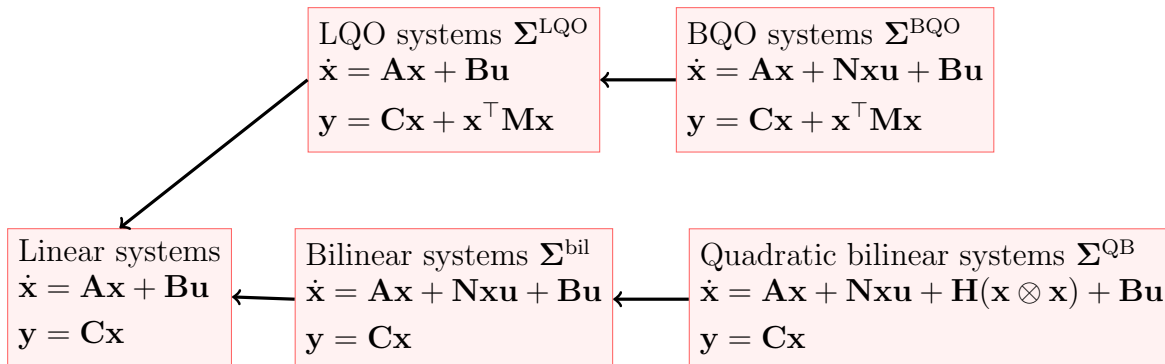 LQO systems Σ^LQO
ẋ = Ax + Bu
y = Cx + x^⊤Mx
BQO systems Σ^BQO
ẋ = Ax + Nxu + Bu
y = Cx + x^⊤Mx
Linear systems
ẋ = Ax + Bu
y = Cx
Bilinear systems Σ^bil
ẋ = Ax + Nxu + Bu
y = Cx
Quadratic bilinear systems Σ^QB
ẋ = Ax + Nxu + H(x ⊗ x) + Bu
y = Cx